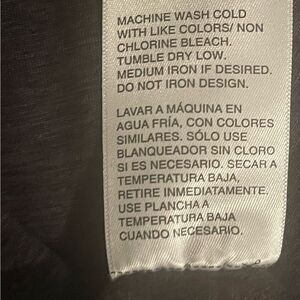 MACHINE WASH COLD
WITH LIKE COLORS/ NON
CHLORINE BLEACH.
TUMBLE DRY LOW.
MEDIUM IRON IF DESIRED.
DO NOT IRON DESIGN.
LAVAR A MÁQUINA EN
AGUA FRÍA, CON COLORES
SIMILARES. SÓLO USE
BLANQUEADOR SIN CLORO
SI ES NECESARIO. SECAR A
TEMPERATURA BAJA,
RETIRE INMEDIATAMENTE.
USE PLANCHA A
TEMPERATURA BAJA
CUANDO NECESARIO.